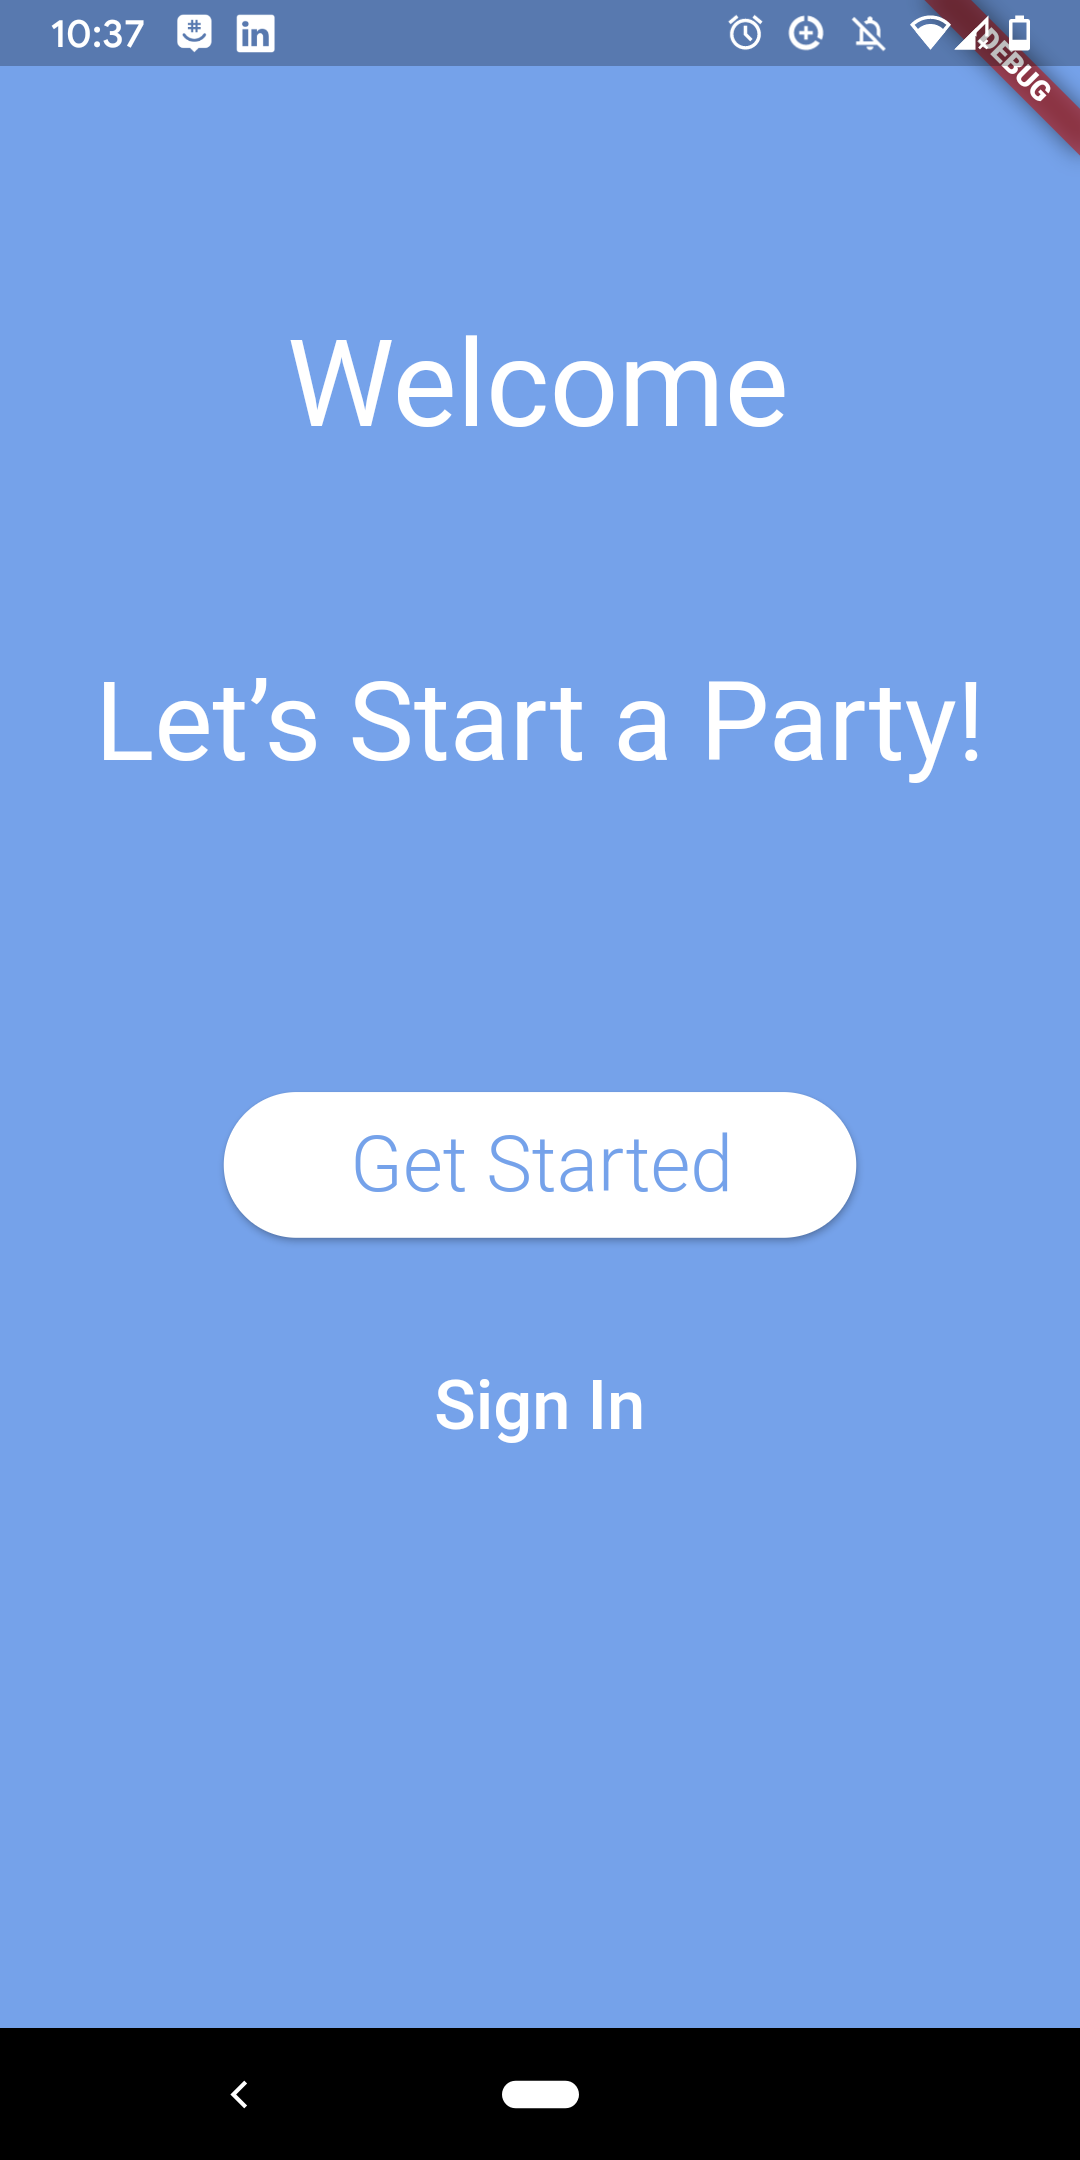 10:37
DEBUG
Welcome
Let’s Start a Party!
Get Started
Sign In